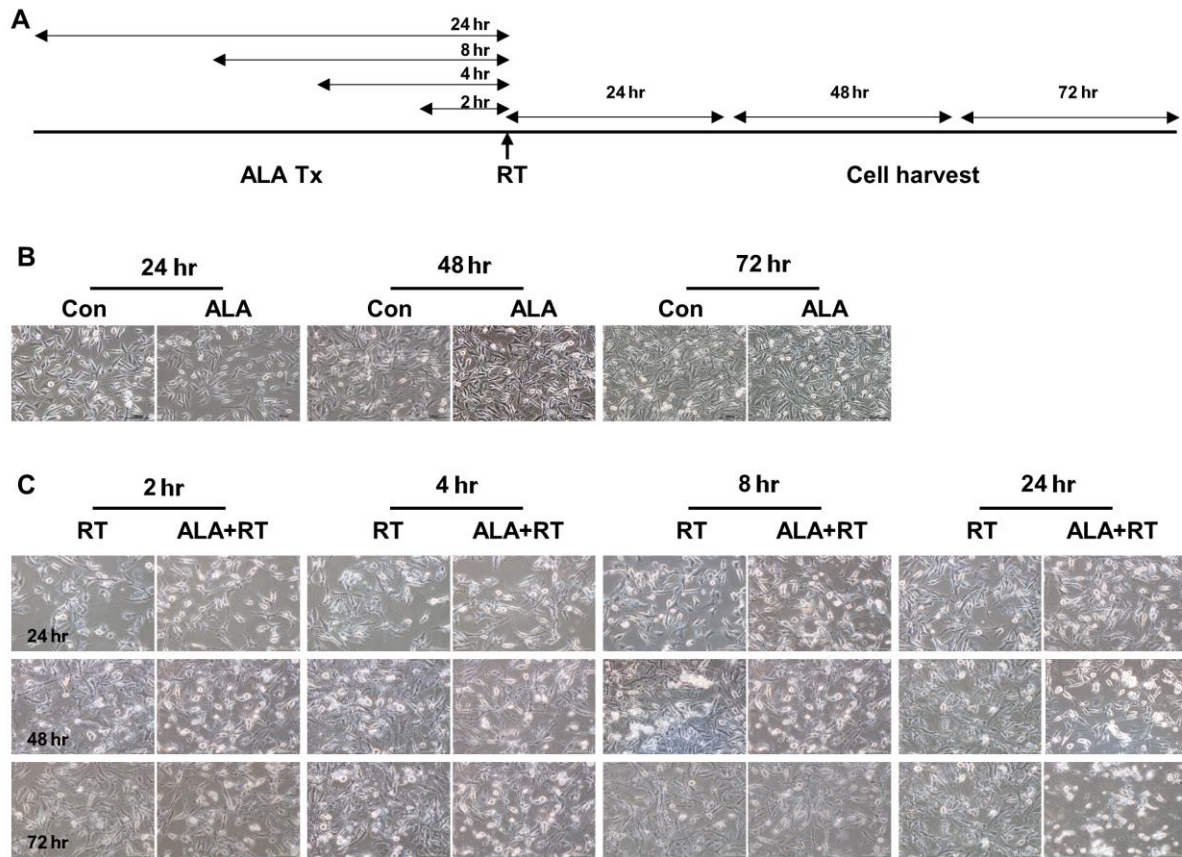 A
24 hr
8 hr
4 hr
2 hr
24 hr 48 hr 72 hr
ALA Tx RT Cell harvest
B
24 hr 48 hr 72 hr
Con ALA Con ALA Con ALA
C
2 hr 4 hr 8 hr 24 hr
RT ALA+RT RT ALA+RT RT ALA+RT RT ALA+RT
24 hr
48 hr
72 hr